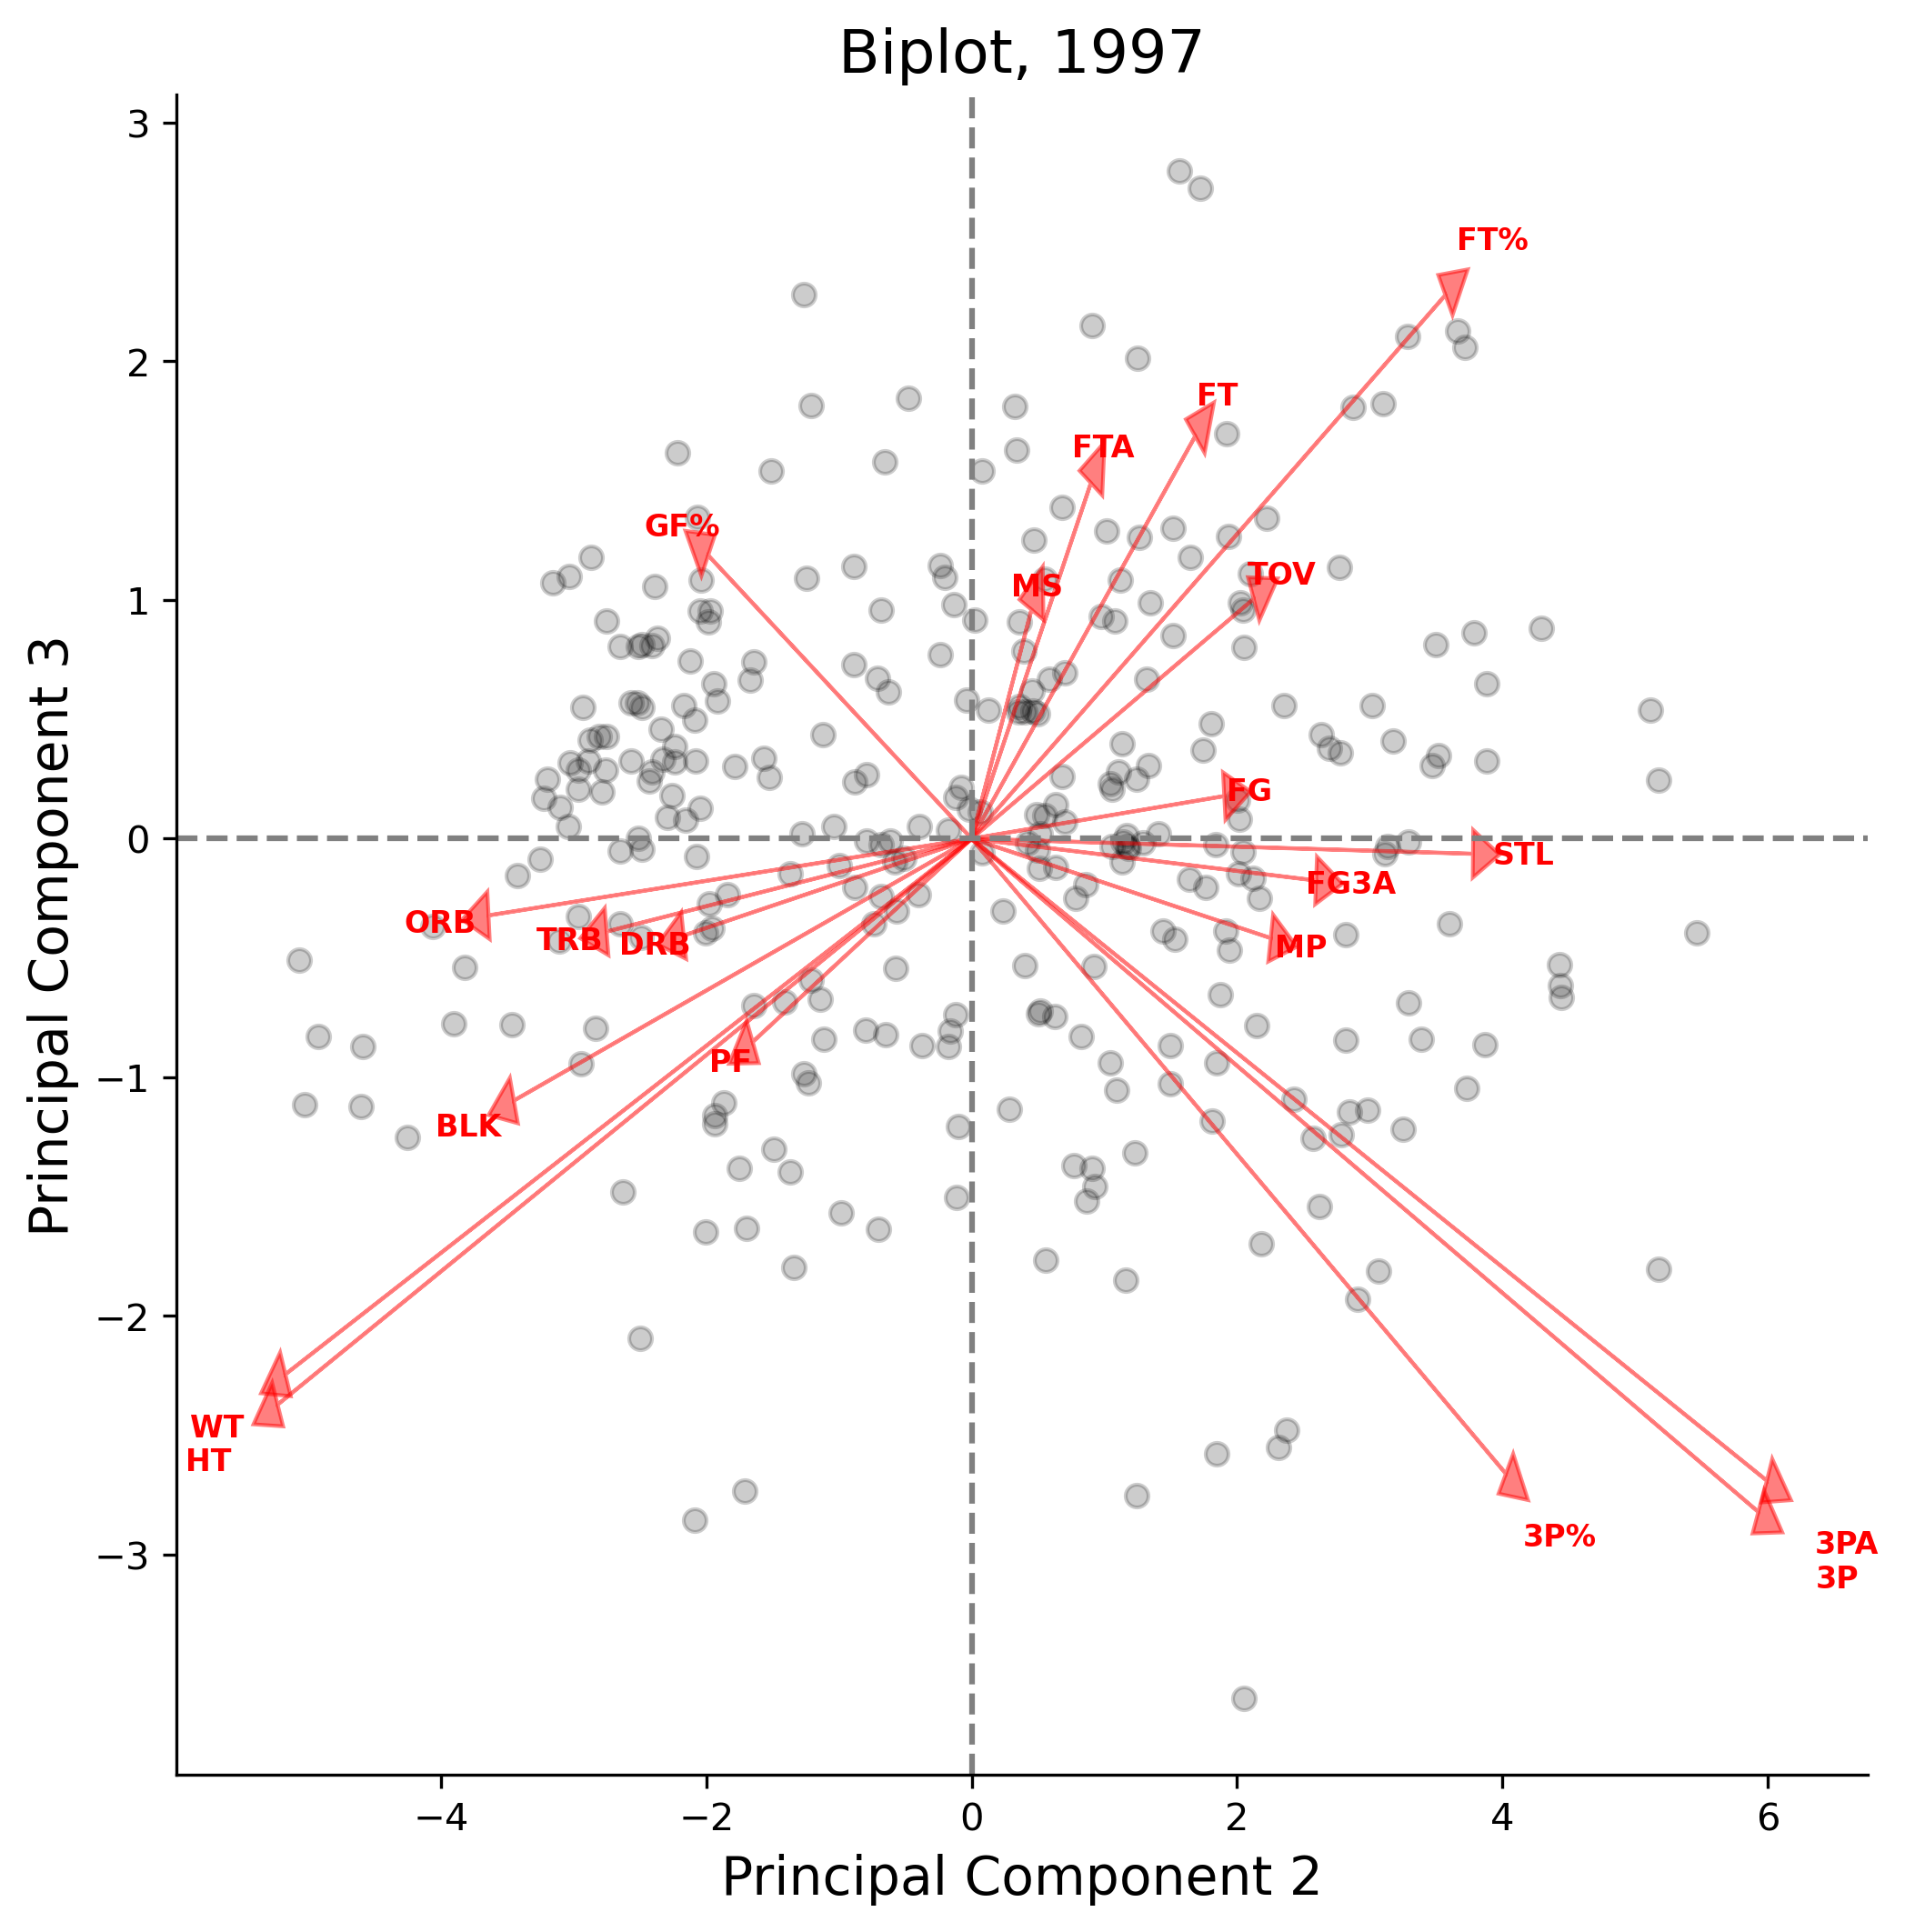 Biplot, 1997
3
2
1
0
−1
−2
−3
Principal Component 3
FT%
FT
FTA
GF%
MS
TOV
FG
STL
FG3A
MP
ORB
TRB
DRB
PF
BLK
WT
HT
3P%
3PA
3P
−4
−2
0
2
4
6
Principal Component 2